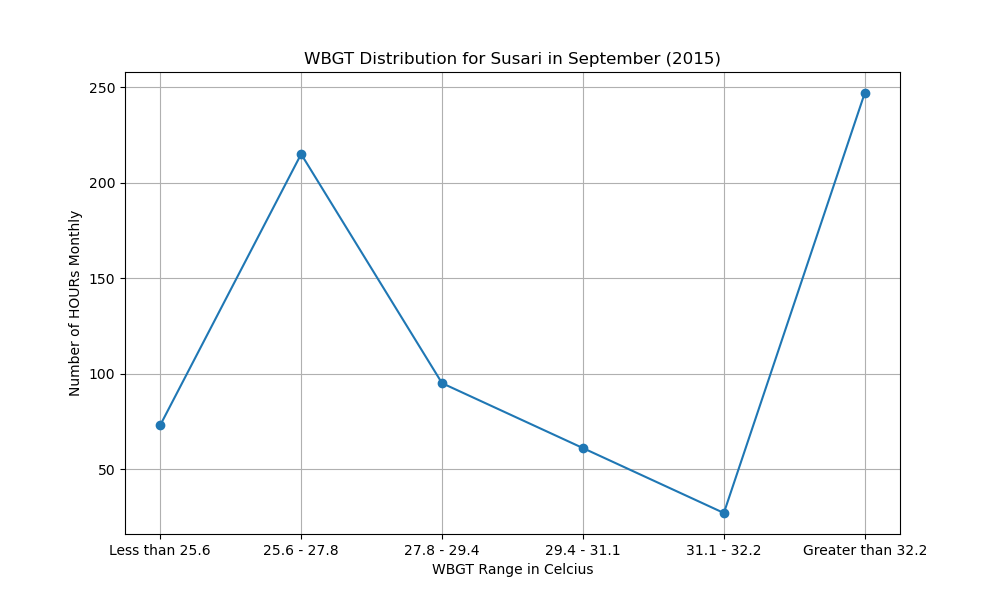 WBGT Distribution for Susari in September (2015)
Number of HOURs Monthly
250
200
150
100
50
Less than 25.6
25.6 - 27.8
27.8 - 29.4
29.4 - 31.1
31.1 - 32.2
Greater than 32.2
WBGT Range in Celcius